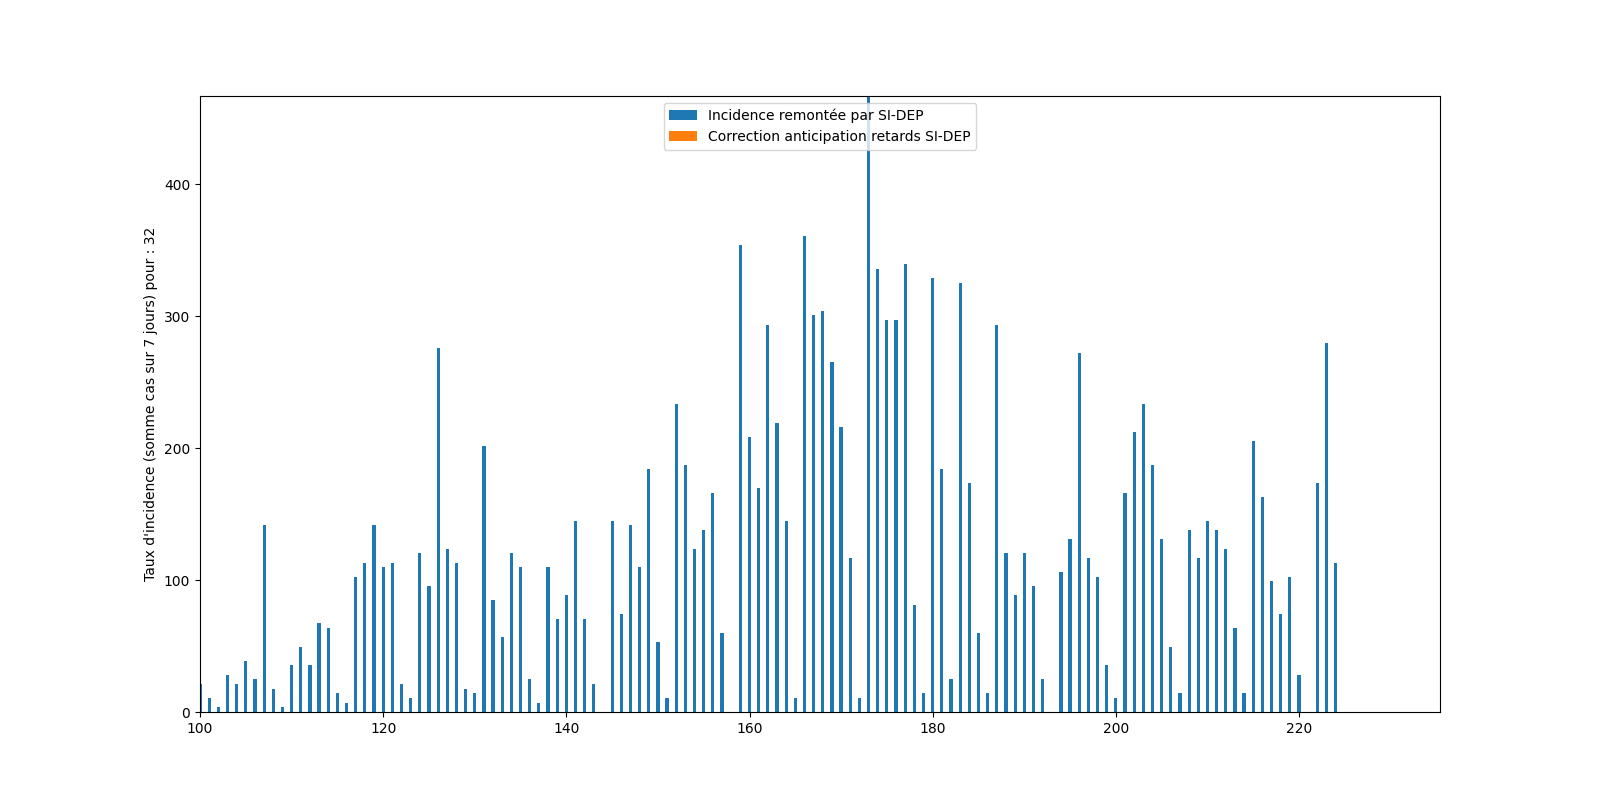 Incidence remontée par SI-DEP
Correction anticipation retards SI-DEP
Taux d'incidence (somme cas sur 7 jours) pour : 32
400
300
200
100
0
100 120 140 160 180 200 220